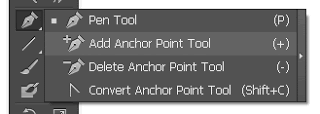 Pen Tool (P)
Add Anchor Point Tool (+)
Delete Anchor Point Tool (-)
Convert Anchor Point Tool (Shift+C)